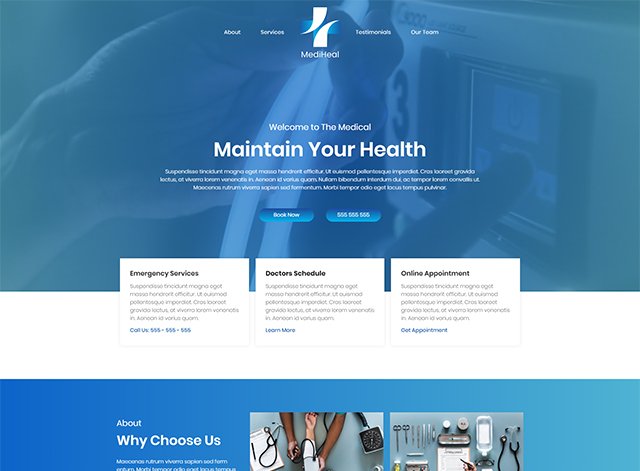 About
Services
MediHeal
Testimonials
Our Team
Welcome to The Medical
Maintain Your Health
Suspendisse tincidunt magna eget massa hendrerit efficitur. Ut euismod pellentesque imperdiet. Cras laoreet gravida
lectus, at viverra lorem venenatis in. Aenean id varius quam. Nullam bibendum interdum dui, ac tempor lorem convallis ut.
Maecenas rutrum viverra sapien sed fermentum. Morbi tempor odio eget lacus tempus pulvinar.
Book Now
555 555 555
Emergency Services
Suspendisse tincidunt magna eget
massa hendrerit efficitur. Ut euismod
pellentesque imperdiet. Cras laoreet
gravida lectus, at viverra lorem venenatis
in. Aenean id varius quam.
Call Us: 555 - 555 - 555
Doctors Schedule
Suspendisse tincidunt magna eget
massa hendrerit efficitur. Ut euismod
pellentesque imperdiet. Cras laoreet
gravida lectus, at viverra lorem venenatis
in. Aenean id varius quam.
Learn More
Online Appointment
Suspendisse tincidunt magna eget
massa hendrerit efficitur. Ut euismod
pellentesque imperdiet. Cras laoreet
gravida lectus, at viverra lorem venenatis
in. Aenean id varius quam.
Get Appointment
About
Why Choose Us
Maecenas rutrum viverra sapien sed ferm
entum. Morbi tempor odio eget lacus tempus